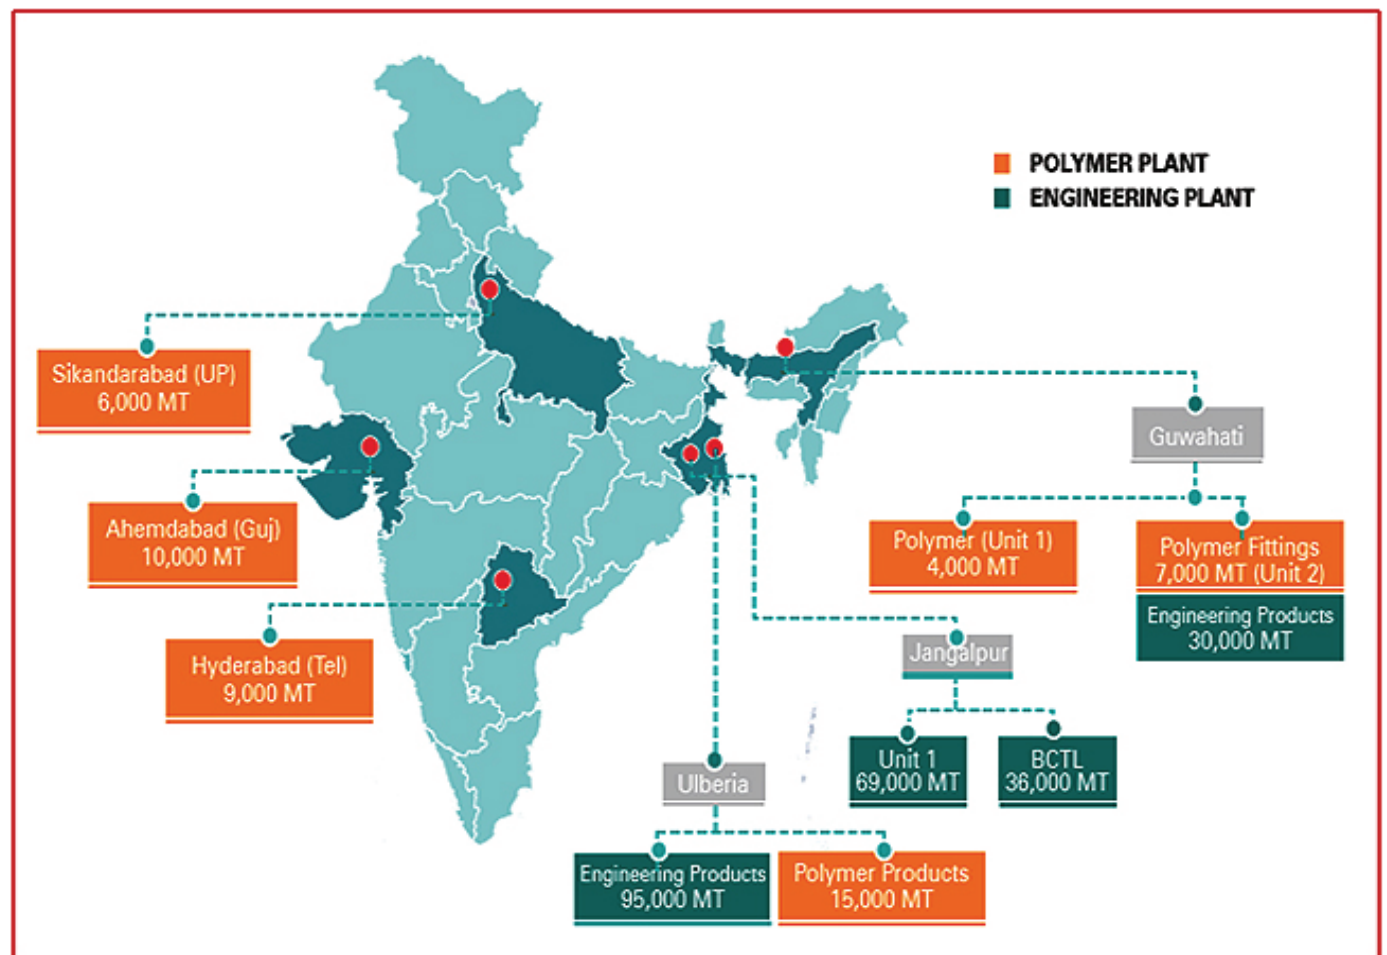 POLYMER PLANT
ENGINEERING PLANT
Sikandarabad (UP)
6,000 MT
Ahemdabad (Guj)
10,000 MT
Hyderabad (Tel)
9,000 MT
Guwahati
Polymer (Unit 1)
4,000 MT
Polymer Fittings
7,000 MT (Unit 2)
Engineering Products
30,000 MT
Jangalpur
Unit 1
69,000 MT
BCTL
36,000 MT
Ulberia
Engineering Products
95,000 MT
Polymer Products
15,000 MT